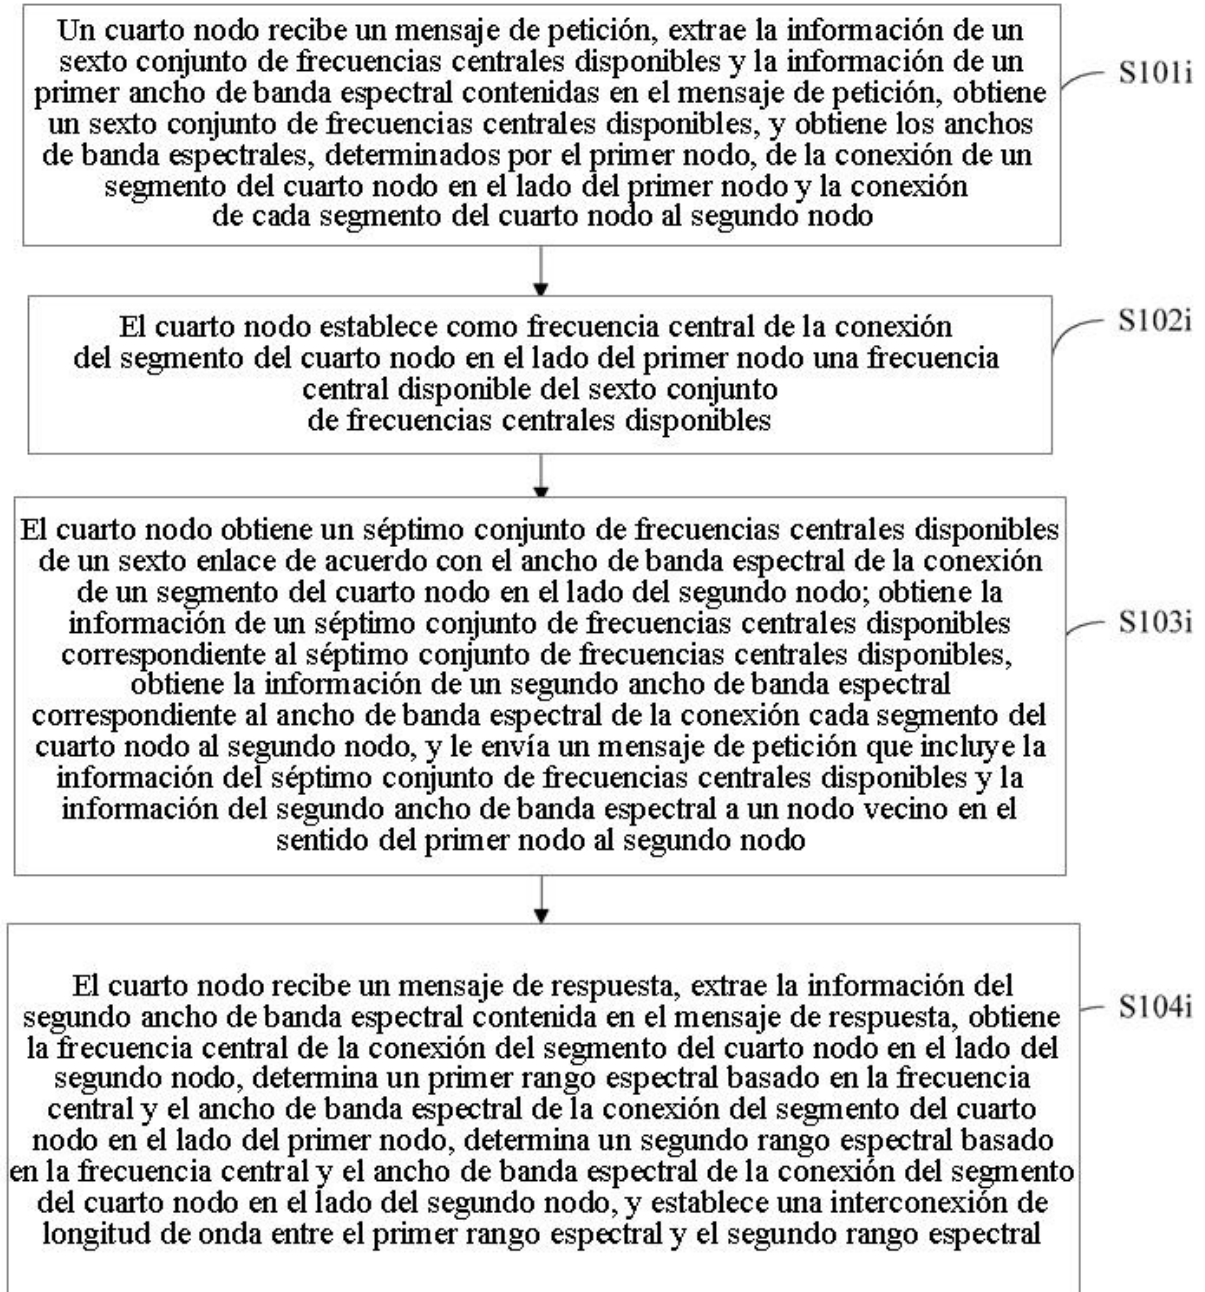 Un cuarto nodo recibe un mensaje de petición, extrae la información de un
sexto conjunto de frecuencias centrales disponibles y la información de un
primer ancho de banda espectral contenidas en el mensaje de petición, obtiene
un sexto conjunto de frecuencias centrales disponibles, y obtiene los anchos
de banda espectrales, determinados por el primer nodo, de la conexión de un
segmento del cuarto nodo en el lado del primer nodo y la conexión
de cada segmento del cuarto nodo al segundo nodo
S101i
El cuarto nodo establece como frecuencia central de la conexión
del segmento del cuarto nodo en el lado del primer nodo una frecuencia
central disponible del sexto conjunto
de frecuencias centrales disponibles
S102i
El cuarto nodo obtiene un séptimo conjunto de frecuencias centrales disponibles
de un sexto enlace de acuerdo con el ancho de banda espectral de la conexión
de un segmento del cuarto nodo en el lado del segundo nodo; obtiene la
información de un séptimo conjunto de frecuencias centrales disponibles
correspondiente al séptimo conjunto de frecuencias centrales disponibles,
obtiene la información de un segundo ancho de banda espectral
correspondiente al ancho de banda espectral de la conexión cada segmento del
cuarto nodo al segundo nodo, y le envía un mensaje de petición que incluye la
información del séptimo conjunto de frecuencias centrales disponibles y la
información del segundo ancho de banda espectral a un nodo vecino en el
sentido del primer nodo al segundo nodo
S103i
El cuarto nodo recibe un mensaje de respuesta, extrae la información del
segundo ancho de banda espectral contenida en el mensaje de respuesta, obtiene
la frecuencia central de la conexión del segmento del cuarto nodo en el lado del
segundo nodo, determina un primer rango espectral basado en la frecuencia
central y el ancho de banda espectral de la conexión del segmento del cuarto
nodo en el lado del primer nodo, determina un segundo rango espectral basado
en la frecuencia central y el ancho de banda espectral de la conexión del segmento
del cuarto nodo en el lado del segundo nodo, y establece una interconexión de
longitud de onda entre el primer rango espectral y el segundo rango espectral
S104i